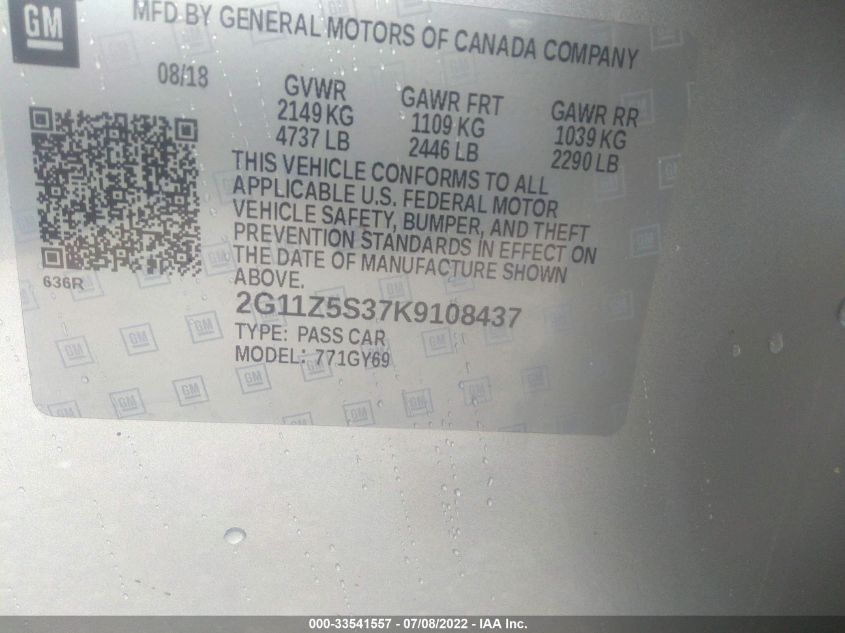 GM
MFD BY GENERAL MOTORS OF CANADA COMPANY
08/18
GVWR
2149 KG
4737 LB
GAWR FRT
1109 KG
2446 LB
GAWR RR
1039 KG
2290 LB
THIS VEHICLE CONFORMS TO ALL
APPLICABLE U.S. FEDERAL MOTOR
VEHICLE SAFETY, BUMPER, AND THEFT
PREVENTION STANDARDS IN EFFECT ON
THE DATE OF MANUFACTURE SHOWN
ABOVE.
636R
2G11Z5S37K9108437
TYPE: PASS CAR
MODEL: 771GY69
000-33541557 - 07/08/2022 - IAA Inc.